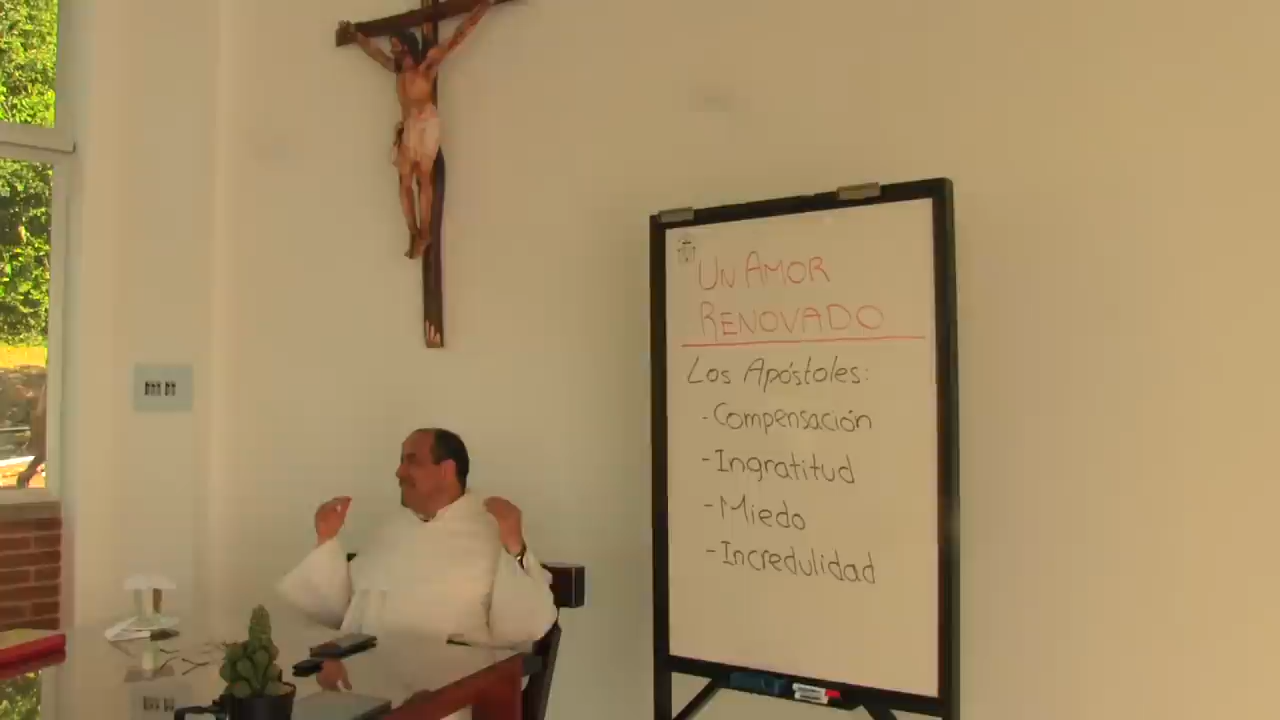 UN AMOR
RENOVADO
Los Apóstoles:
- Compensación
- Ingratitud
- Miedo
- Incredulidad